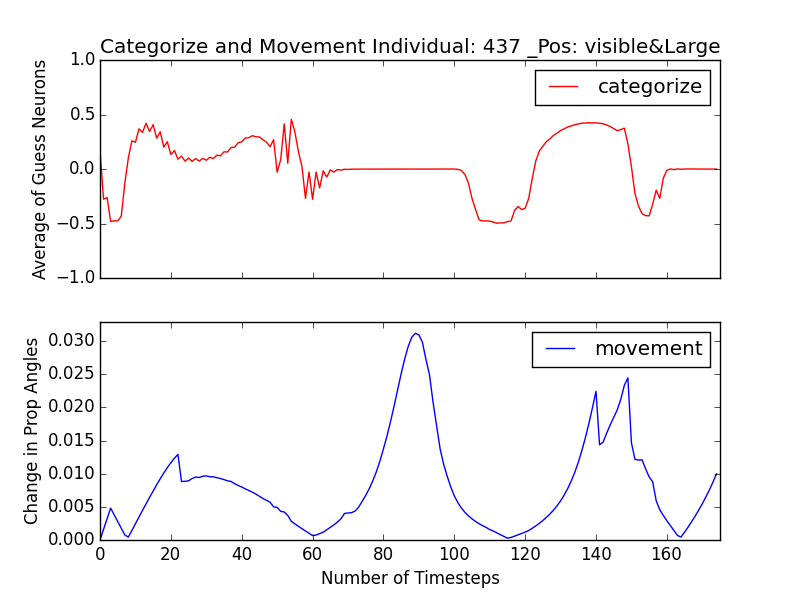 Categorize and Movement Individual: 437 _Pos: visible&Large
categorize
Average of Guess Neurons
1.0
0.5
0.0
−0.5
−1.0
movement
Change in Prop Angles
0.030
0.025
0.020
0.015
0.010
0.005
0.000
0 20 40 60 80 100 120 140 160
Number of Timesteps